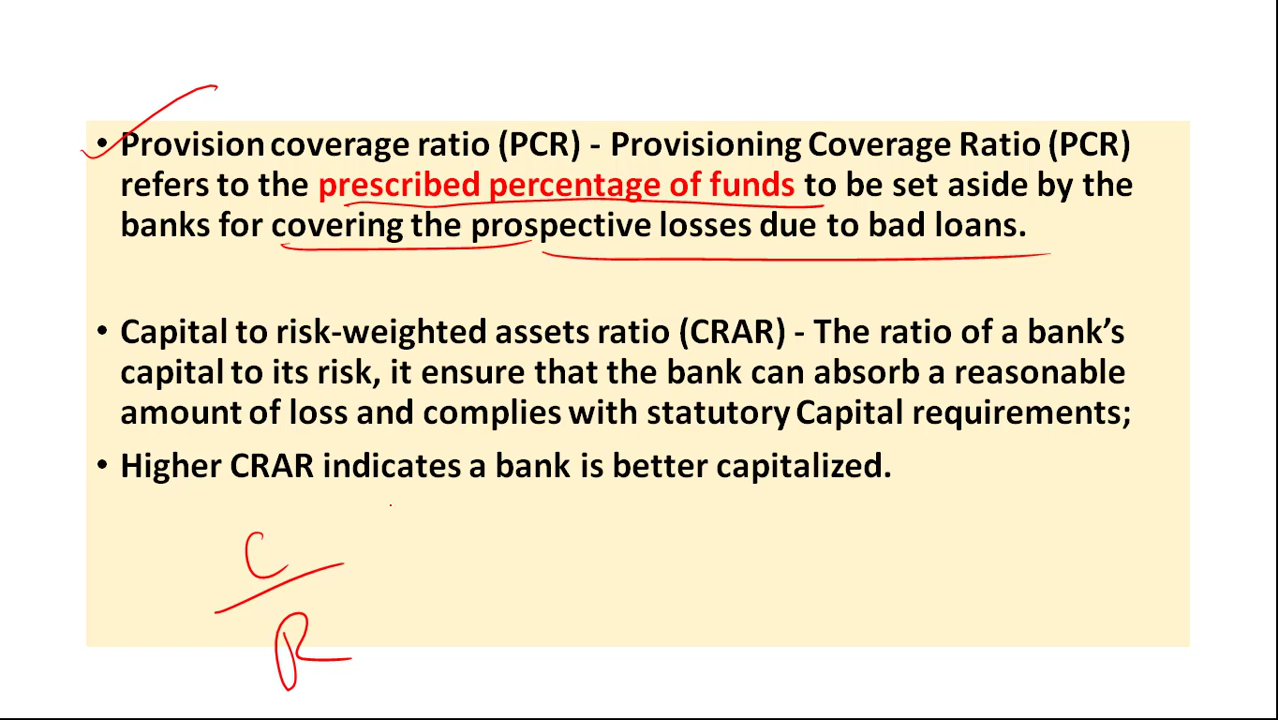 • Provision coverage ratio (PCR) - Provisioning Coverage Ratio (PCR)
refers to the prescribed percentage of funds to be set aside by the
banks for covering the prospective losses due to bad loans.
• Capital to risk-weighted assets ratio (CRAR) - The ratio of a bank's
capital to its risk, it ensure that the bank can absorb a reasonable
amount of loss and complies with statutory Capital requirements;
• Higher CRAR indicates a bank is better capitalized.
C
R